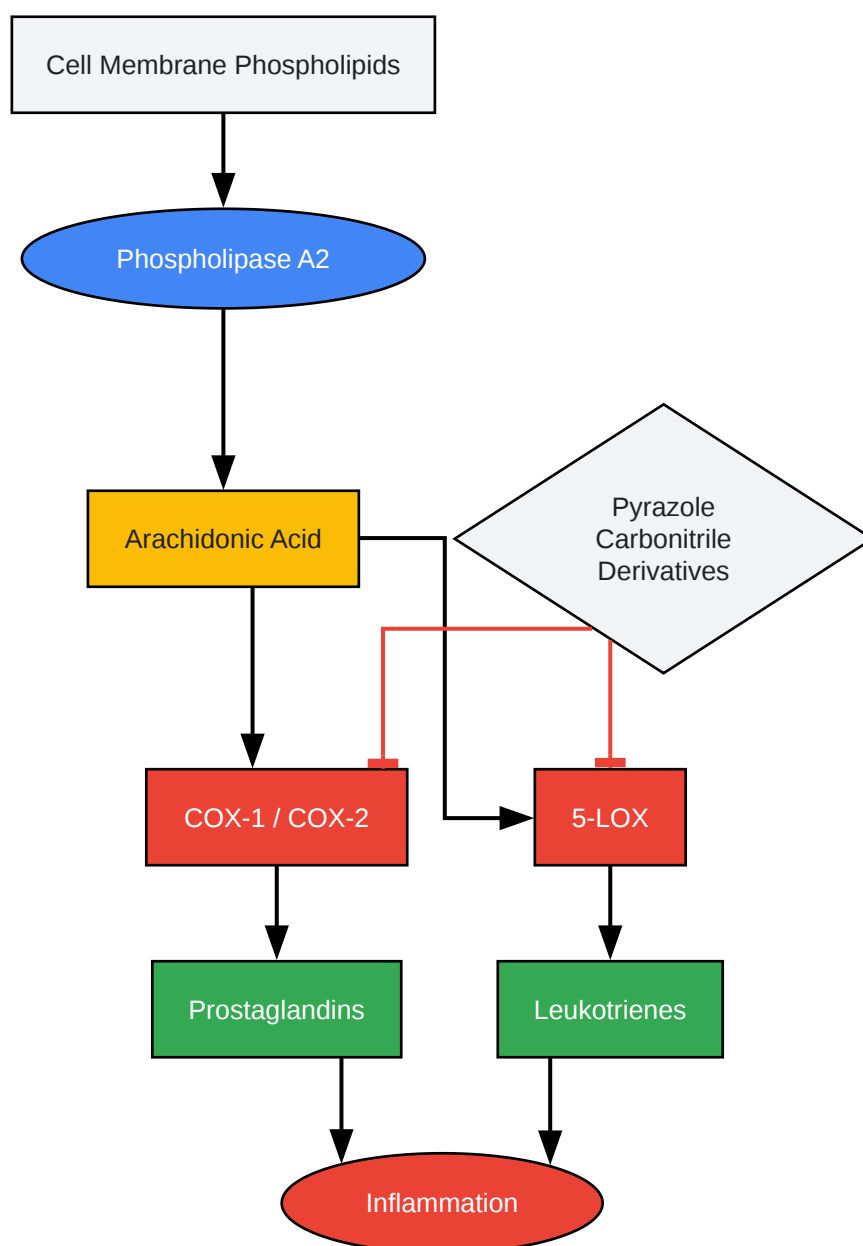 Cell Membrane Phospholipids
Phospholipase A2
Arachidonic Acid
Pyrazole
Carbonitrile
Derivatives
COX-1 / COX-2
5-LOX
Prostaglandins
Leukotrienes
Inflammation